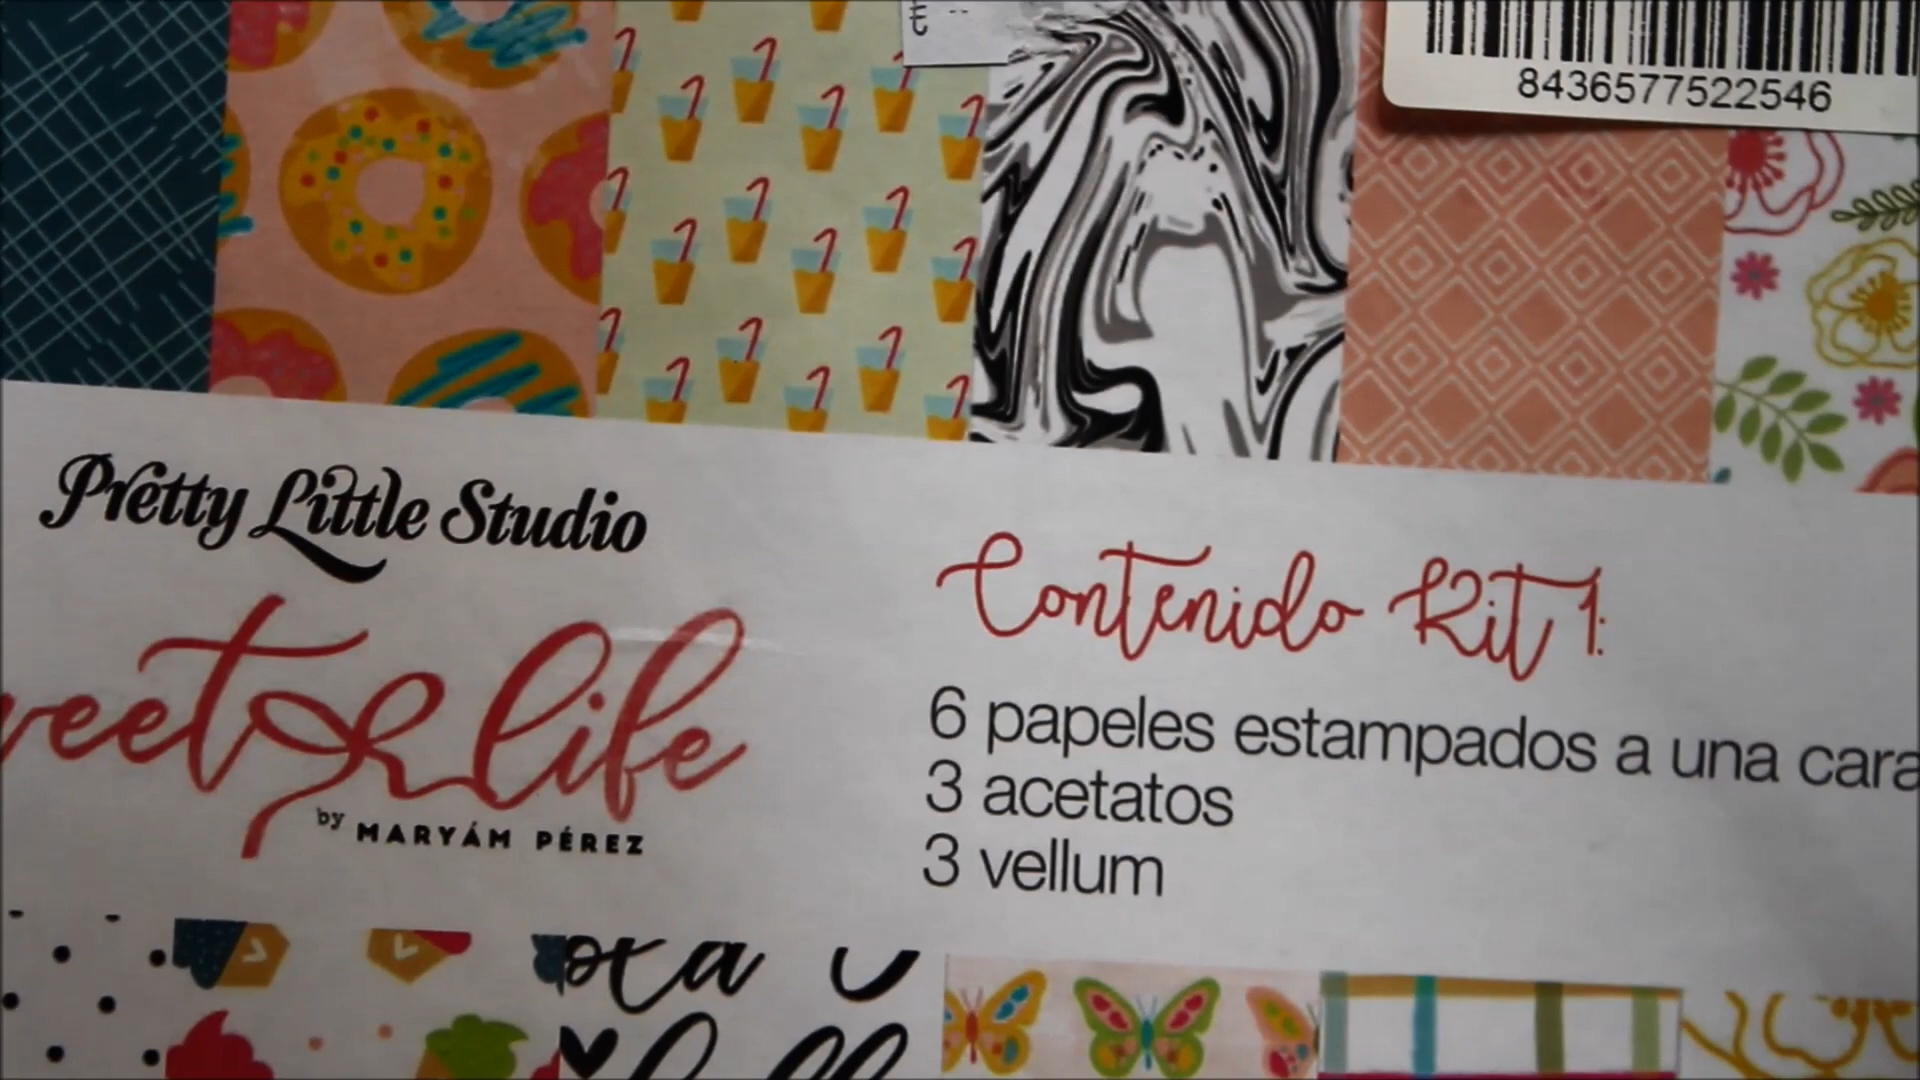 8436577522546
Pretty Little Studio
life
by MARYÁM PÉREZ
Contenido Kit 1:
6 papeles estampados a una cara
3 acetatos
3 vellum